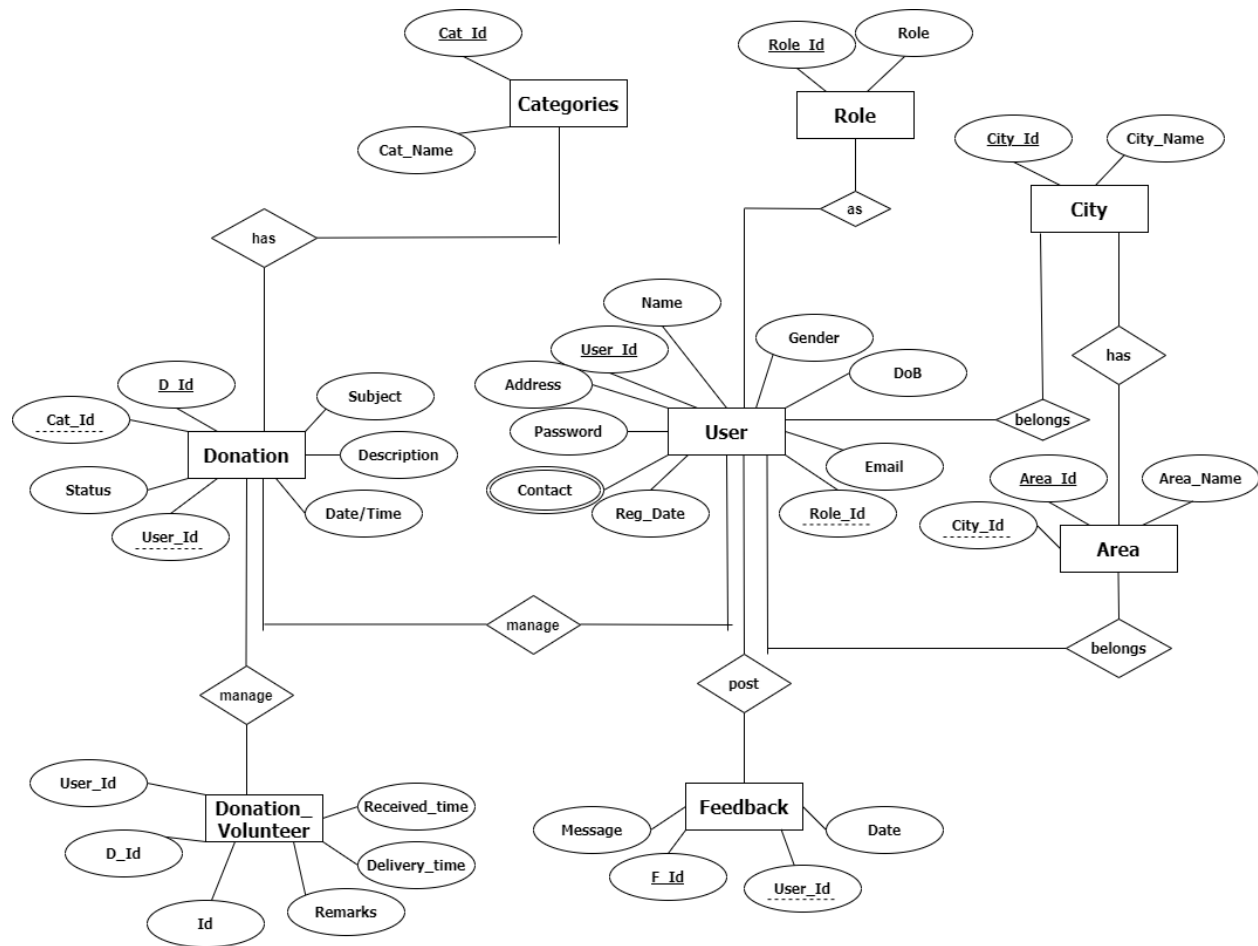 Cat_Id
Role_Id
Role
Categories
Role
Cat_Name
City_Id
City_Name
City
as
has
Name
User_Id
Gender
has
Address
DoB
D_Id
Subject
Cat_Id
User
belongs
Password
Donation
Description
Email
Status
Contact
Area_Id
Area_Name
Date/Time
Reg_Date
Role_Id
City_Id
User_Id
Area
manage
belongs
post
manage
User_Id
Donation_
Volunteer
Received_time
Feedback
Message
Date
D_Id
Delivery_time
F_Id
User_Id
Id
Remarks